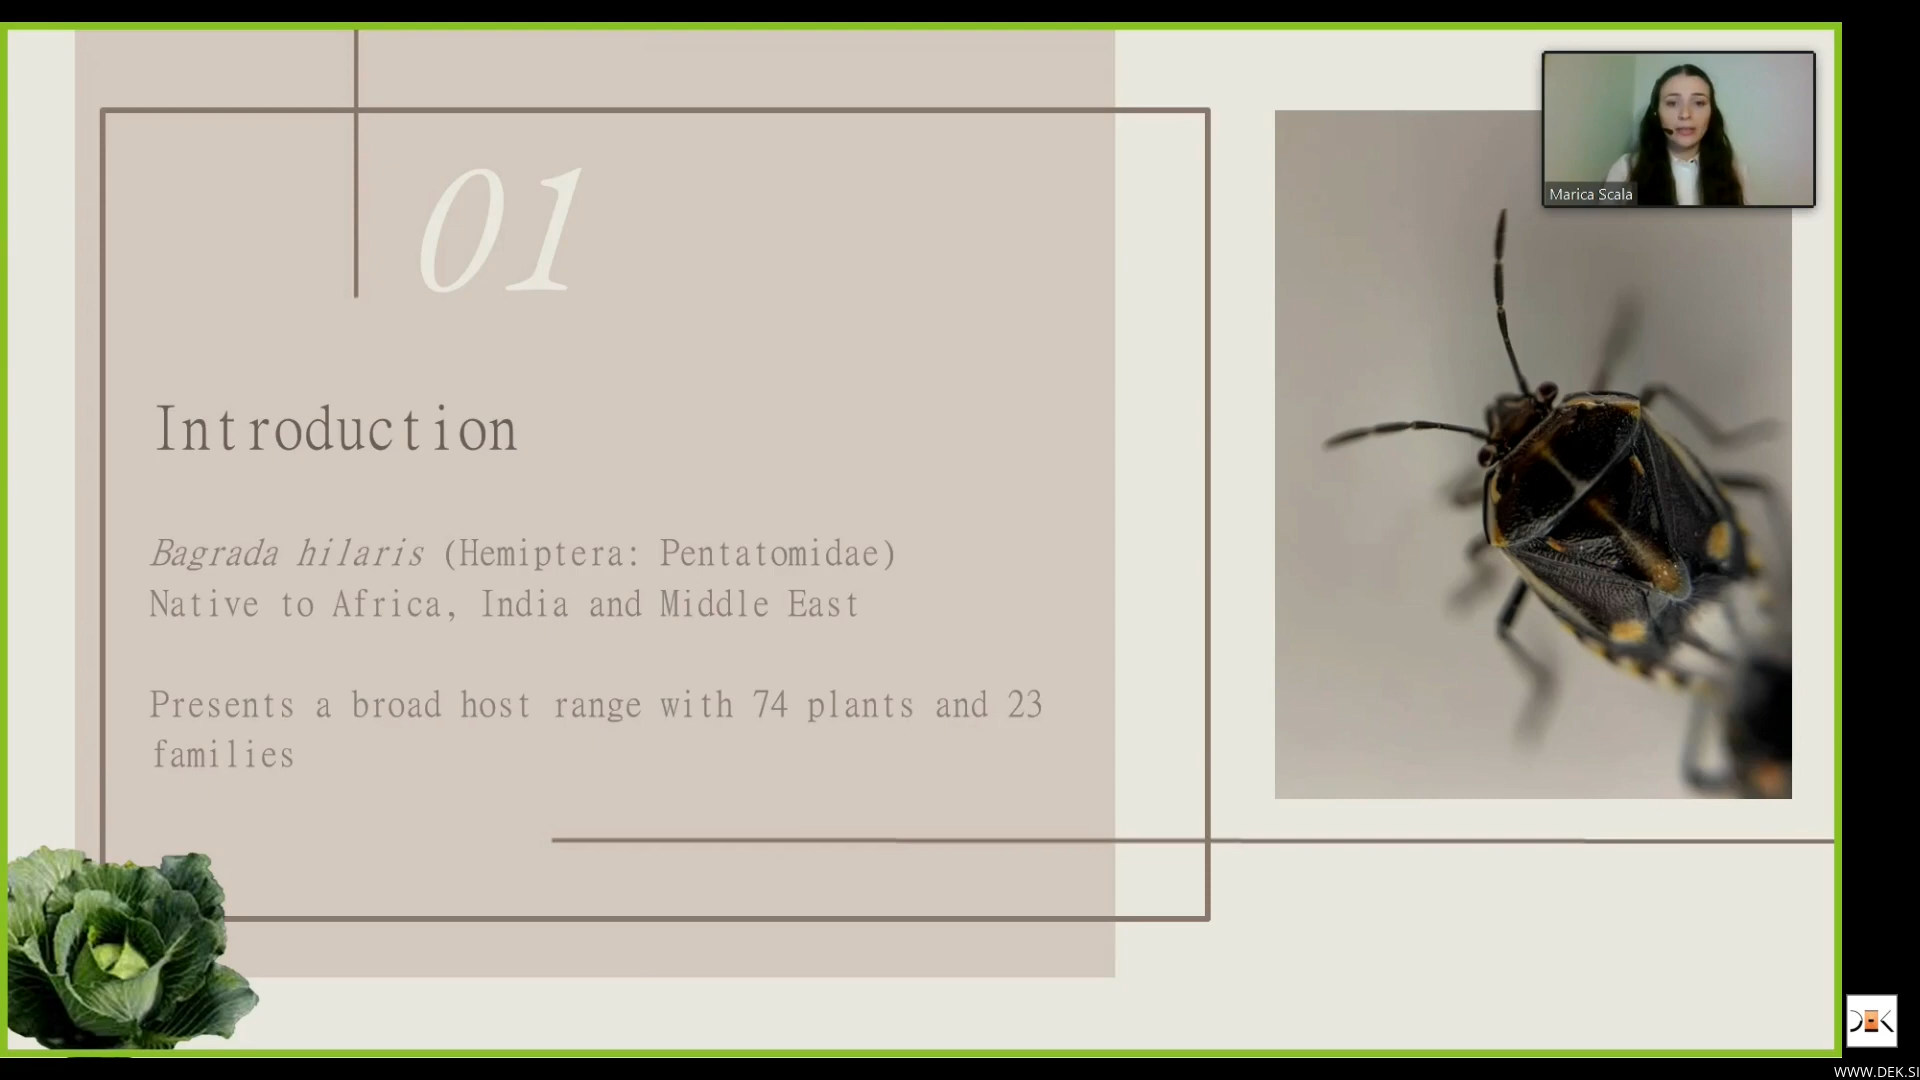 01
Introduction
Bagrada hilaris (Hemiptera: Pentatomidae)
Native to Africa, India and Middle East
Presents a broad host range with 74 plants and 23
families
Marica Scala
DEK
WWW.DEK.SI